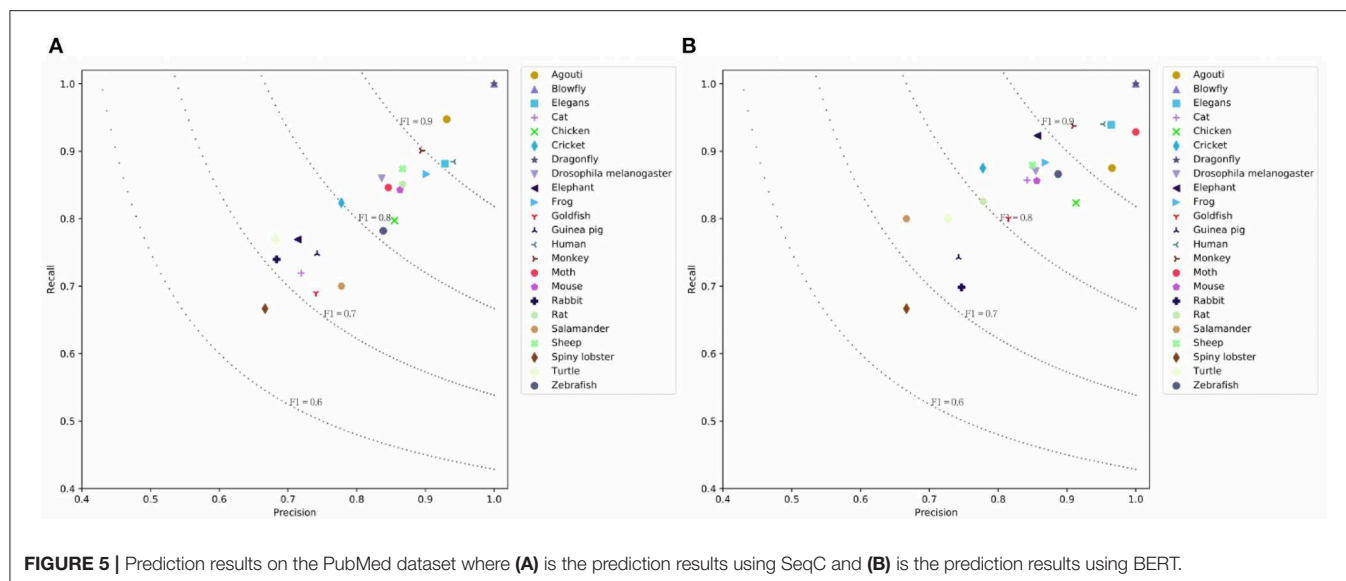 A
B
1.0
0.9
0.8
0.7
0.6
0.5
0.4
Recall
0.4
0.5
0.6
0.7
0.8
0.9
1.0
Precision
F1 = 0.9
F1 = 0.8
F1 = 0.7
F1 = 0.6
Agouti
Blowfly
Elegans
Cat
Chicken
Cricket
Dragonfly
Drosophila melanogaster
Elephant
Frog
Goldfish
Guinea pig
Human
Monkey
Moth
Mouse
Rabbit
Rat
Salamander
Sheep
Spiny lobster
Turtle
Zebrafish
1.0
0.9
0.8
0.7
0.6
0.5
0.4
Recall
0.4
0.5
0.6
0.7
0.8
0.9
1.0
Precision
F1 = 0.9
F1 = 0.8
F1 = 0.7
F1 = 0.6
Agouti
Blowfly
Elegans
Cat
Chicken
Cricket
Dragonfly
Drosophila melanogaster
Elephant
Frog
Goldfish
Guinea pig
Human
Monkey
Moth
Mouse
Rabbit
Rat
Salamander
Sheep
Spiny lobster
Turtle
Zebrafish
FIGURE 5 | Prediction results on the PubMed dataset where (A) is the prediction results using SeqC and (B) is the prediction results using BERT.